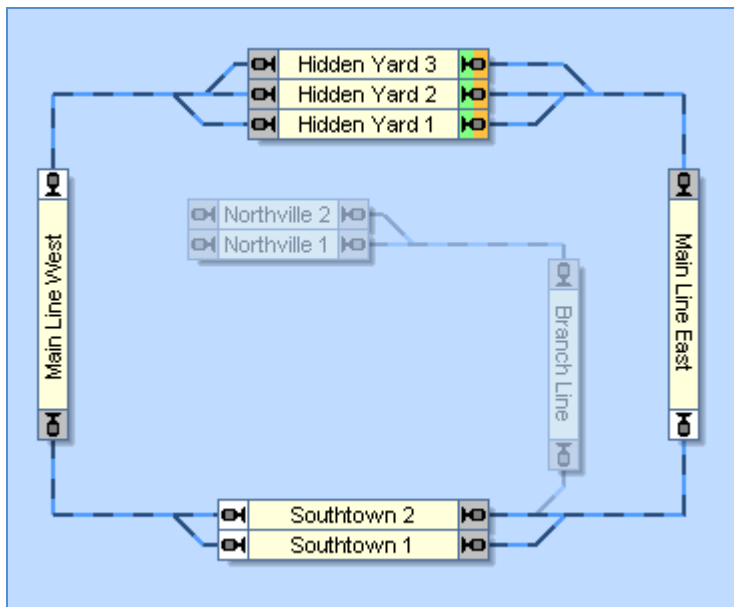 Hidden Yard 3
Hidden Yard 2
Hidden Yard 1
Northville 2
Northville 1
Main Line West
Main Line East
Branch Line
Southtown 2
Southtown 1